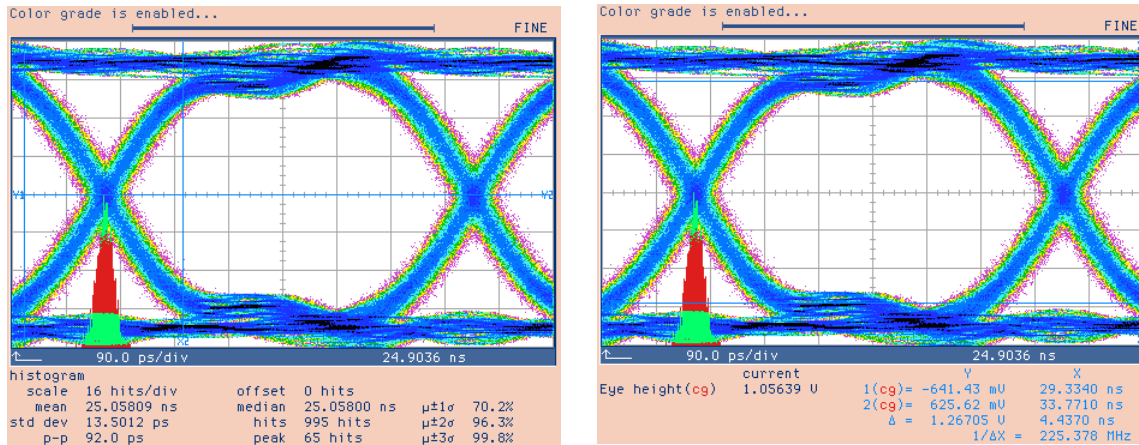 Color grade is enabled...
FINE
Y1
Y2
X2
90.0 ps/div 24.9036 ns
histogram
scale 16 hits/div offset 0 hits
mean 25.05809 ns median 25.05800 ns µ±1σ 70.2%
std dev 13.5012 ps hits 995 hits µ±2σ 96.3%
p-p 92.0 ps peak 65 hits µ±3σ 99.8%
Color grade is enabled...
FINE
90.0 ps/div 24.9036 ns
current Y X
Eye height(cg) 1.05639 V 1(cg)= -641.43 mV 29.3340 ns
2(cg)= 625.62 mV 33.7710 ns
Δ = 1.26705 V 4.4370 ns
1/ΔX = 225.378 MHz